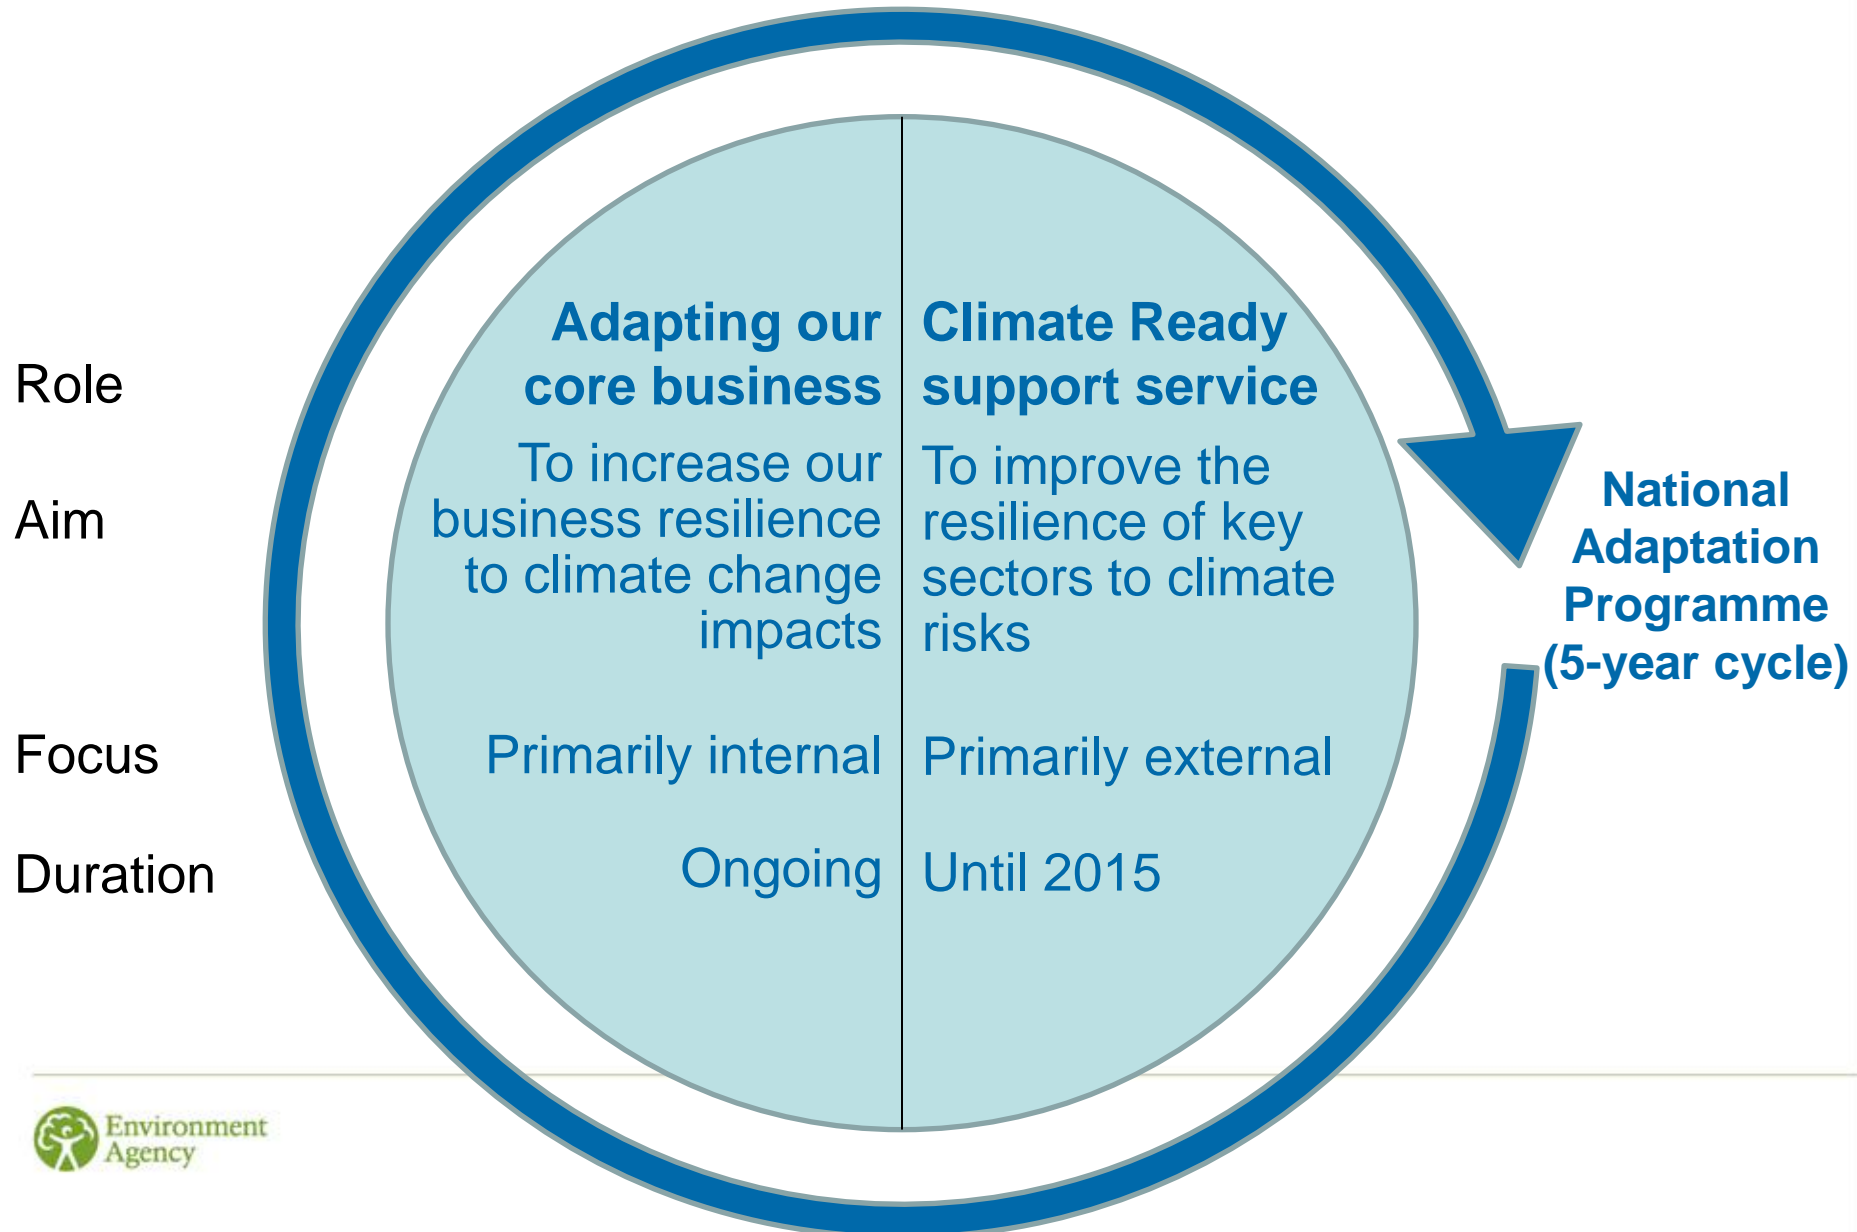 Role
Adapting our
core business
Climate Ready
support service
Aim
To increase our
business resilience
to climate change
impacts
To improve the
resilience of key
sectors to climate
risks
Focus
Primarily internal
Primarily external
Duration
Ongoing
Until 2015
National
Adaptation
Programme
(5-year cycle)
Environment
Agency